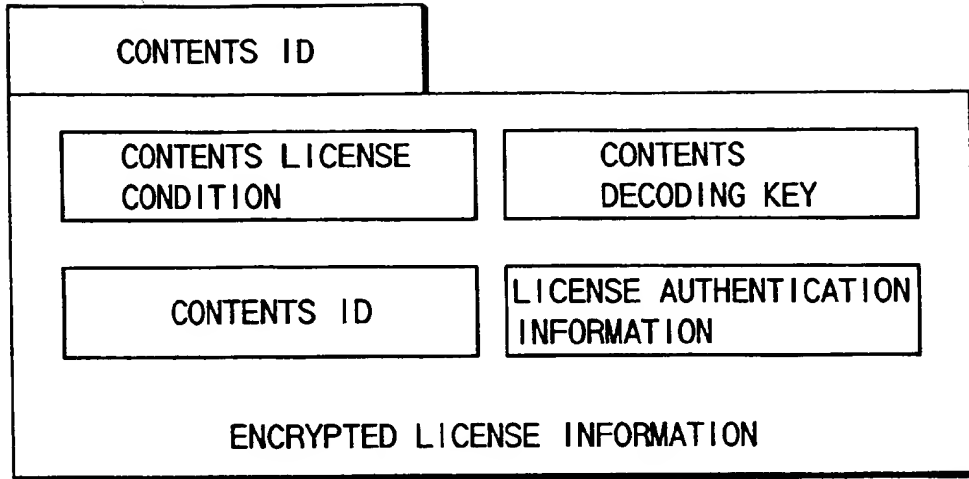 CONTENTS ID
CONTENTS LICENSE
CONDITION
CONTENTS
DECODING KEY
CONTENTS ID
LICENSE AUTHENTICATION
INFORMATION
ENCRYPTED LICENSE INFORMATION